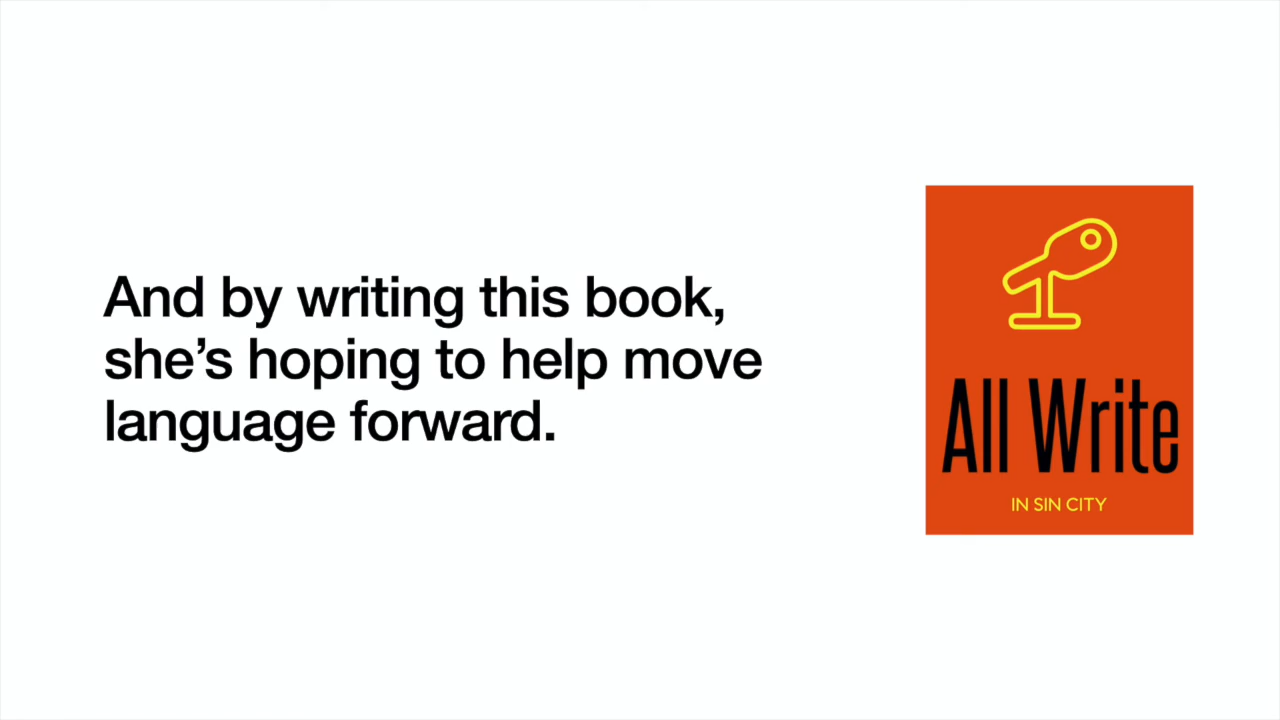 And by writing this book,
she’s hoping to help move
language forward.
All Write
IN SIN CITY